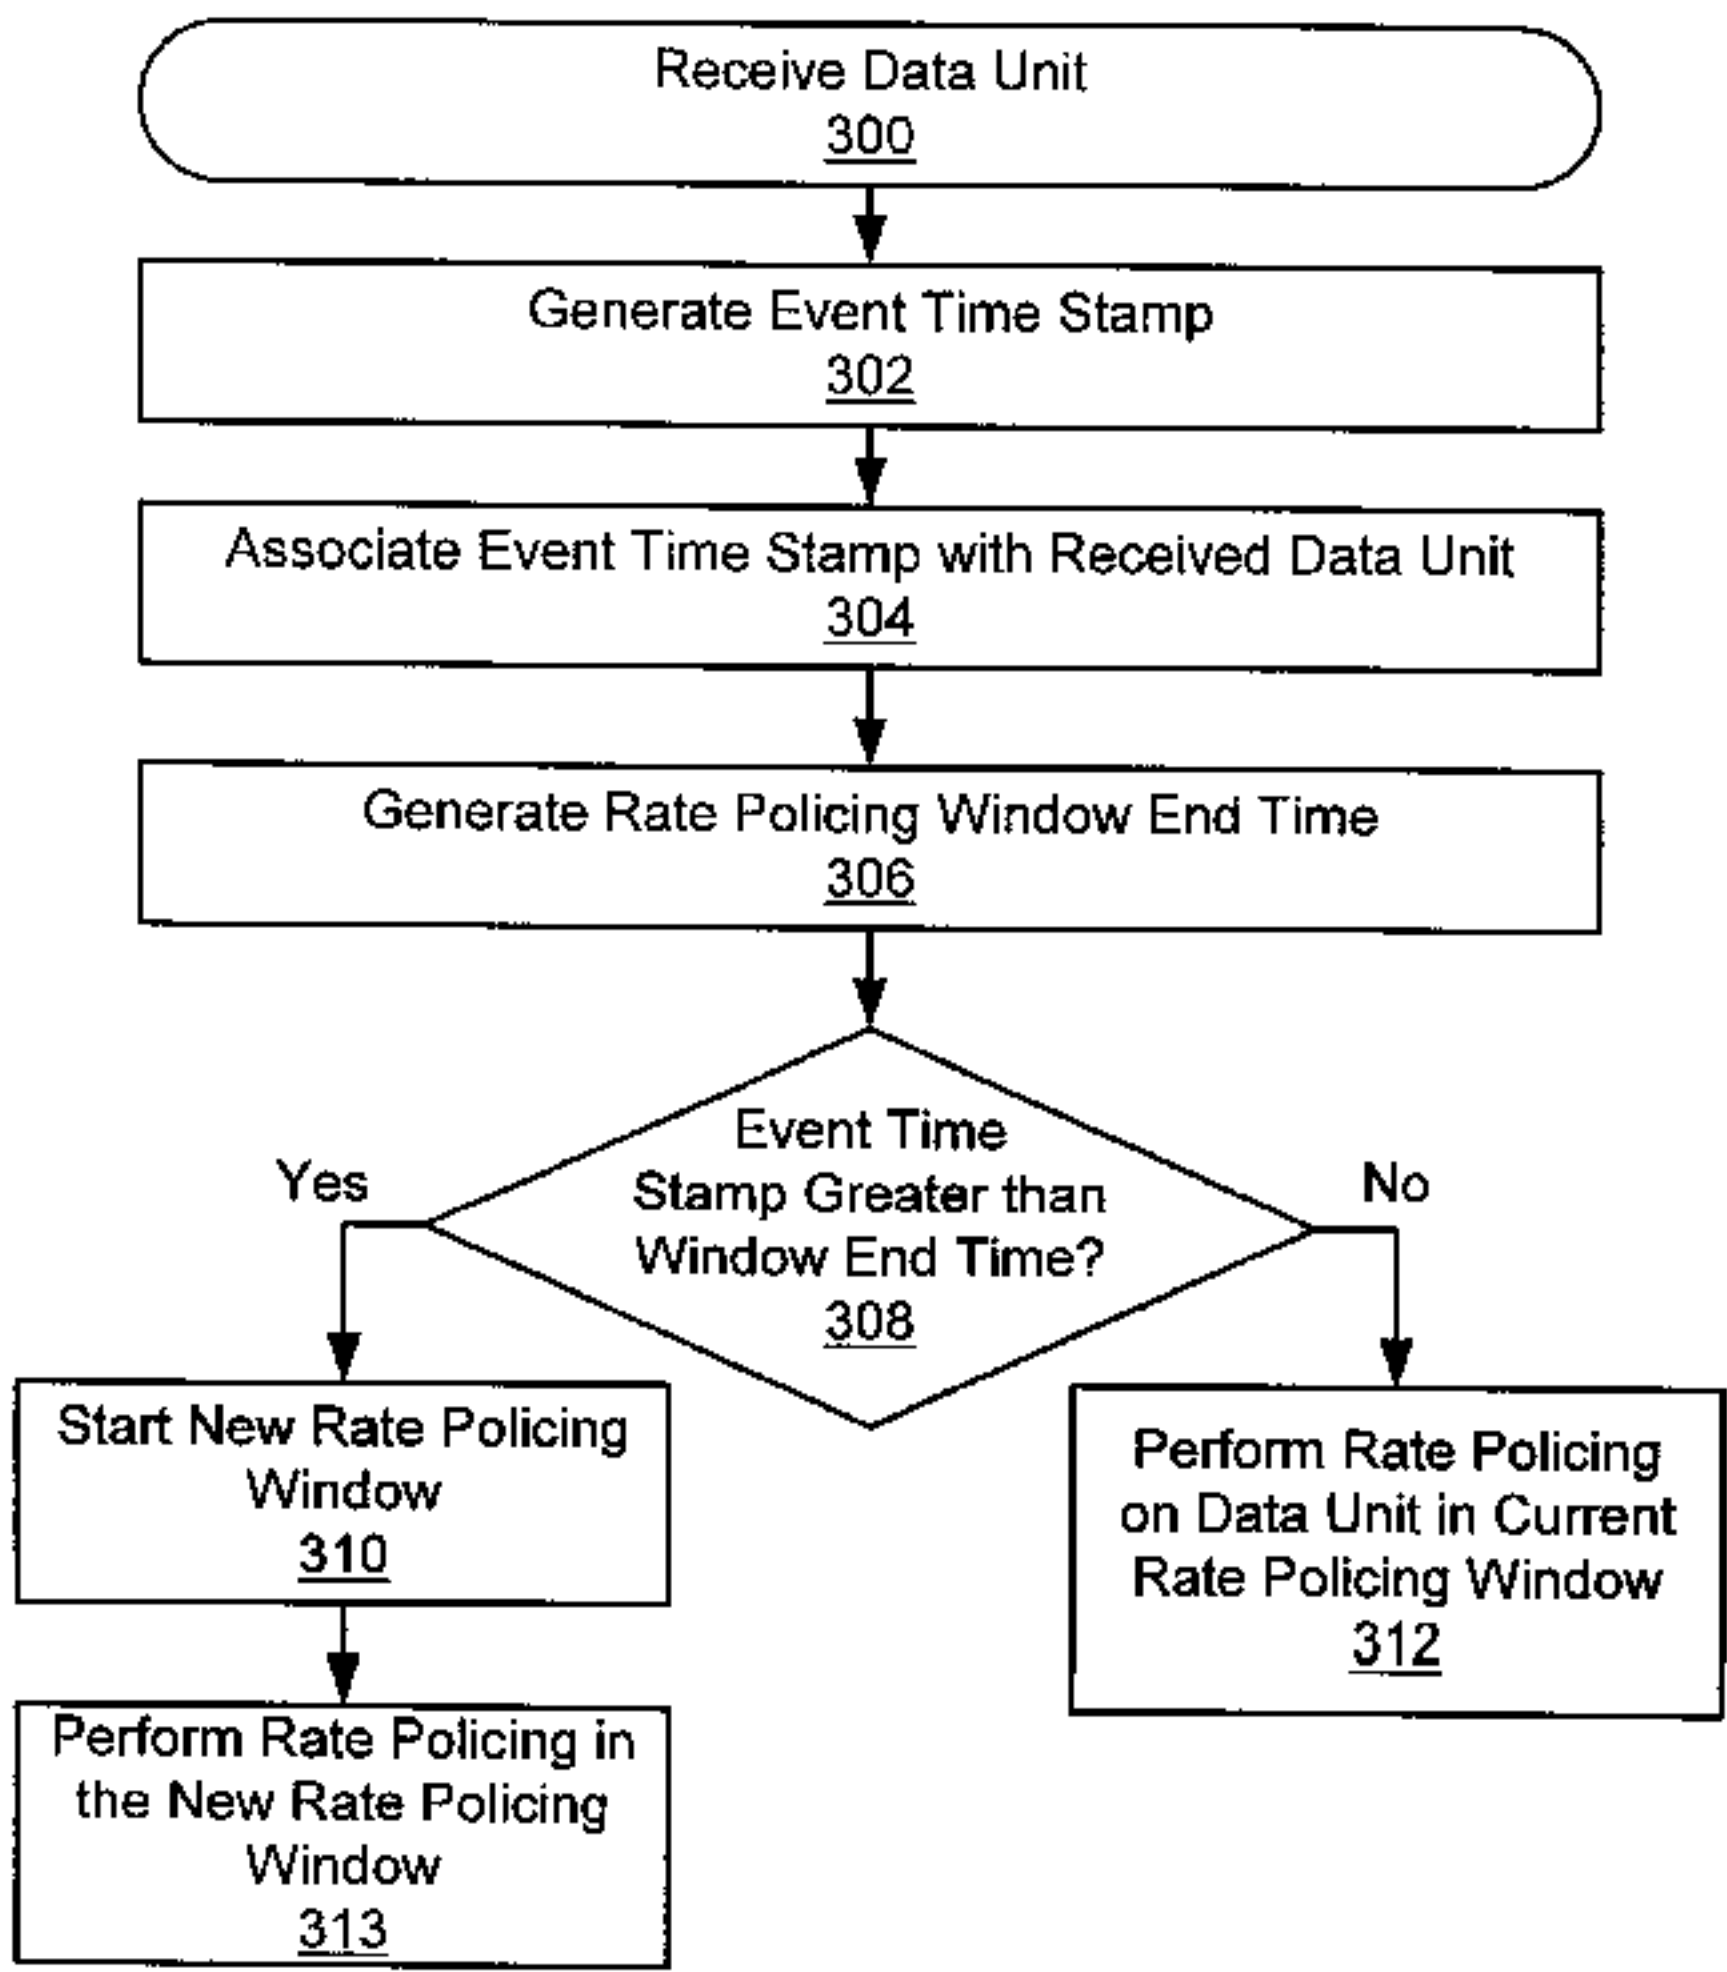 Receive Data Unit
300
Generate Event Time Stamp
302
Associate Event Time Stamp with Received Data Unit
304
Generate Rate Policing Window End Time
306
Event Time
Stamp Greater than
Window End Time?
308
Yes
No
Start New Rate Policing
Window
310
Perform Rate Policing
on Data Unit in Current
Rate Policing Window
312
Perform Rate Policing in
the New Rate Policing
Window
313